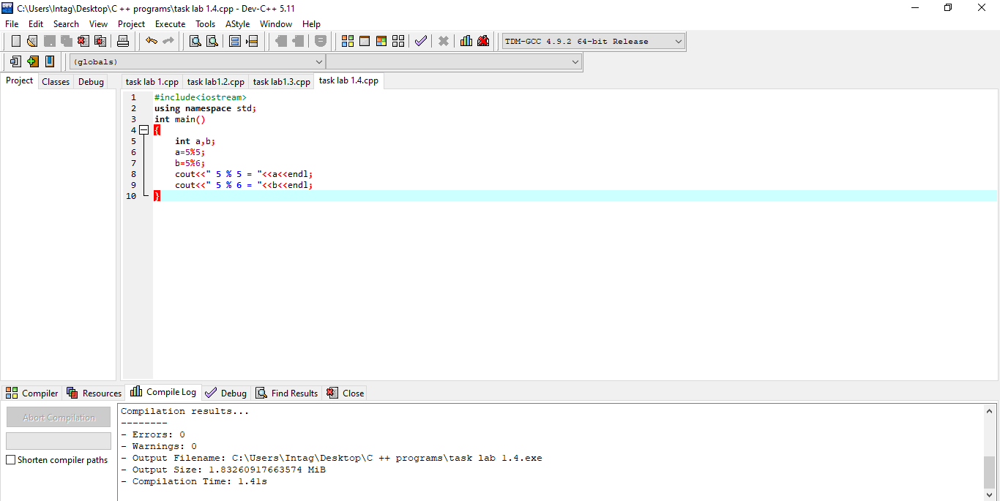 C:\Users\Intag\Desktop\C ++ programs\task lab 1.4.cpp - Dev-C++ 5.11
File Edit Search View Project Execute Tools AStyle Window Help
TDM-GCC 4.9.2 64-bit Release
(globals)
Project Classes Debug
task lab 1.cpp task lab1.2.cpp task lab1.3.cpp task lab 1.4.cpp
1 #include<iostream>
2 using namespace std;
3 int main()
4 {
5 int a,b;
6 a=5%5;
7 b=5%6;
8 cout<<" 5 % 5 = "<<a<<endl;
9 cout<<" 5 % 6 = "<<b<<endl;
10 }
Compiler Resources Compile Log Debug Find Results Close
Abort Compilation
Shorten compiler paths
Compilation results...
--------
- Errors: 0
- Warnings: 0
- Output Filename: C:\Users\Intag\Desktop\C ++ programs\task lab 1.4.exe
- Output Size: 1.83260917663574 MiB
- Compilation Time: 1.41s